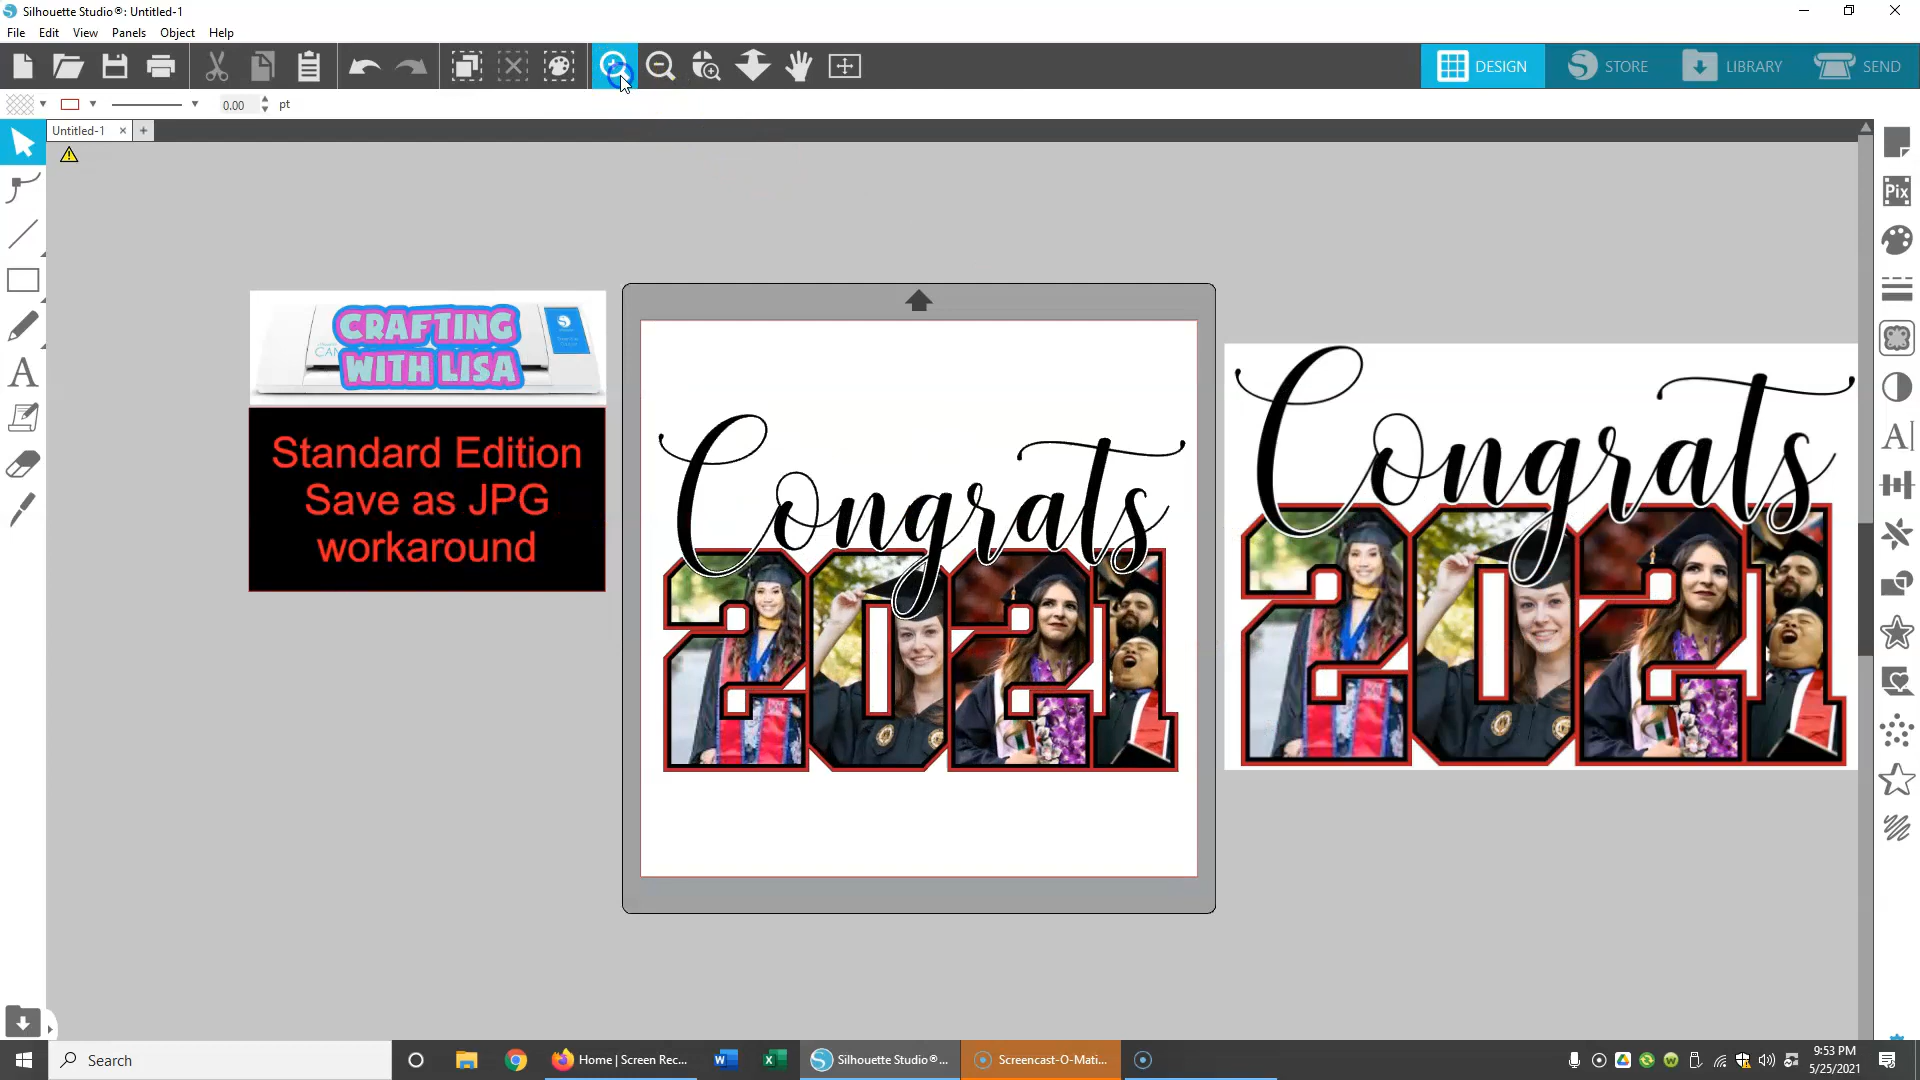 Silhouette Studio®: Untitled-1
File Edit View Panels Object Help
DESIGN STORE LIBRARY SEND
0.00 pt
Untitled-1 × +
Pix
CRAFTING
WITH LISA
Standard Edition
Save as JPG
workaround
Congrats
2021
Congrats
2021
A
A
Search
Home | Screen Rec...
Silhouette Studio®...
Screencast-O-Mati...
9:53 PM
5/25/2021